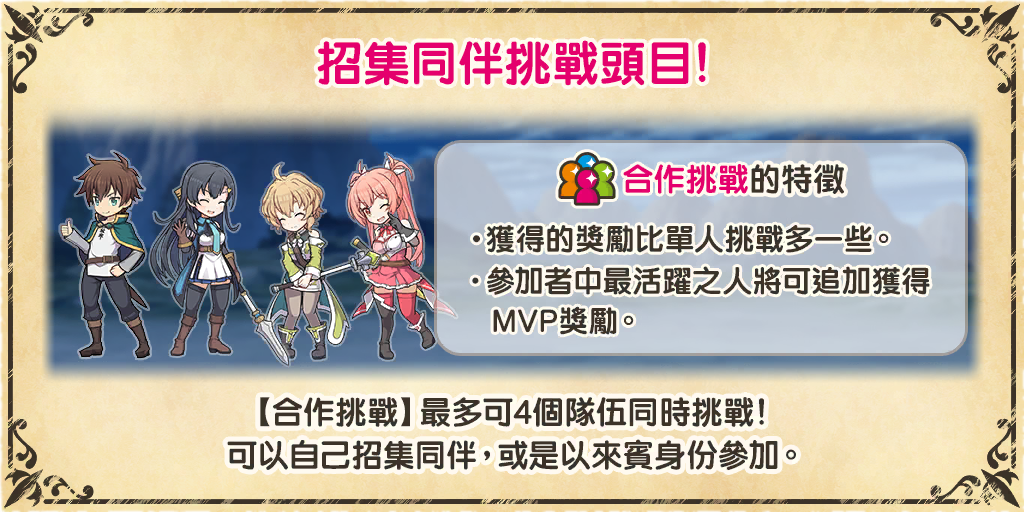 招集同伴挑戰頭目!
合作挑戰的特徵
・獲得的獎勵比單人挑戰多一些。
・參加者中最活躍之人將可追加獲得
MVP獎勵。
【合作挑戰】最多可4個隊伍同時挑戰!
可以自己招集同伴,或是以來賓身份參加。